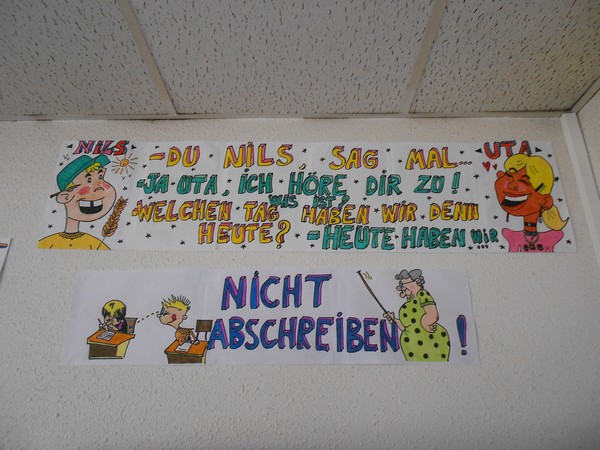 NiLS
UTA
-DU NILS, SAG MAL...
-JA UTA, ICH HÖRE DIR ZU!
WAS IST?
-WELCHEN TAG HABEN WIR DENN
HEUTE? -HEUTE HABEN WIR...
NICHT
ABSCHREIBEN!